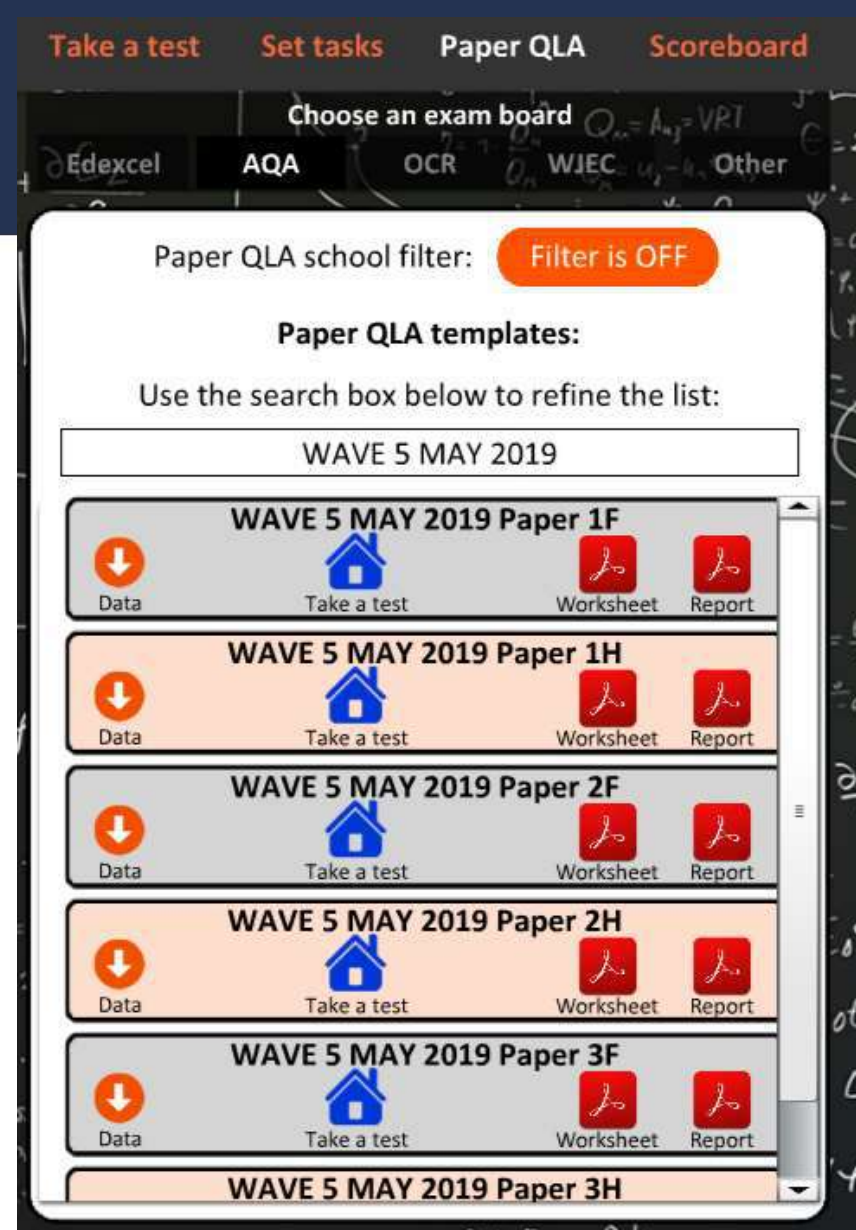 Take a test Set tasks Paper QLA Scoreboard
Choose an exam board
Edexcel AQA OCR WJEC Other
Paper QLA school filter: Filter is OFF
Paper QLA templates:
Use the search box below to refine the list:
WAVE 5 MAY 2019
WAVE 5 MAY 2019 Paper 1F
Data Take a test Worksheet Report
WAVE 5 MAY 2019 Paper 1H
Data Take a test Worksheet Report
WAVE 5 MAY 2019 Paper 2F
Data Take a test Worksheet Report
WAVE 5 MAY 2019 Paper 2H
Data Take a test Worksheet Report
WAVE 5 MAY 2019 Paper 3F
Data Take a test Worksheet Report
WAVE 5 MAY 2019 Paper 3H